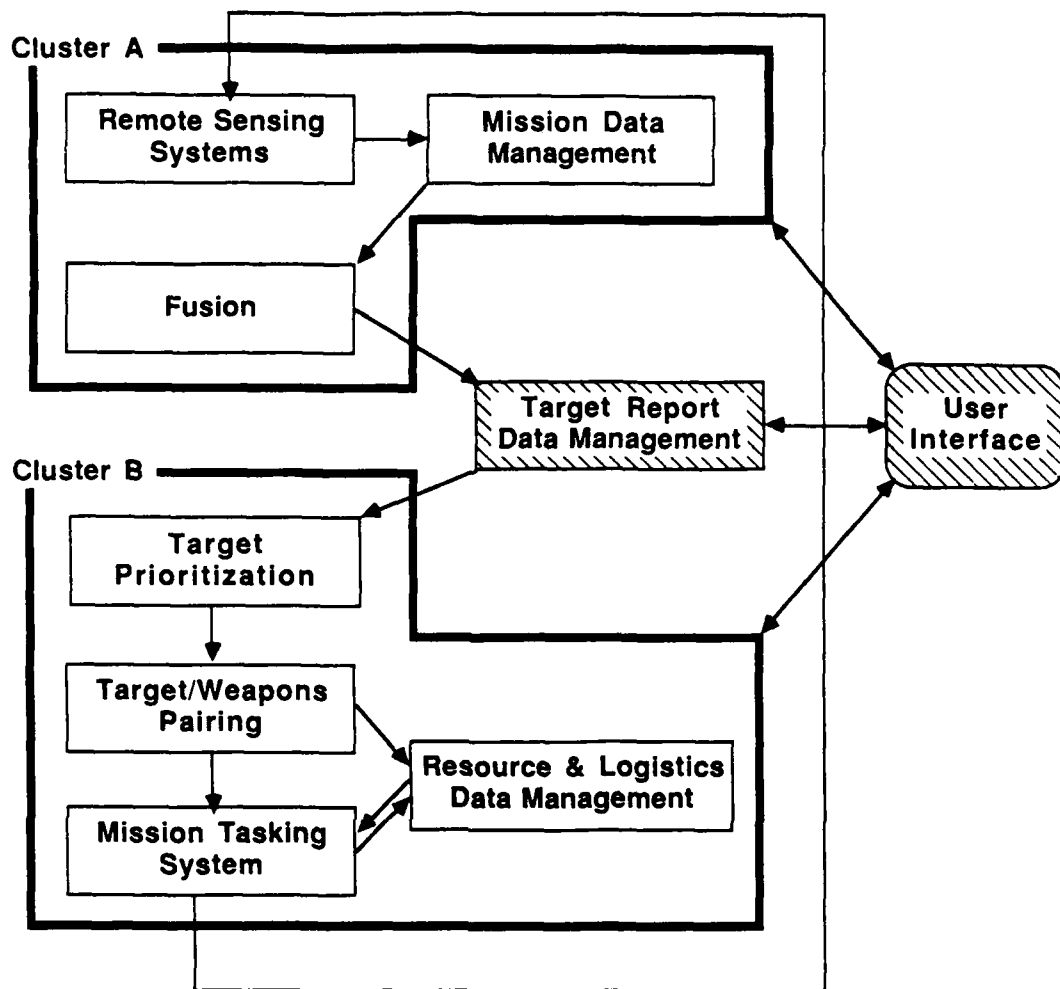 Cluster A
Remote Sensing
Systems
Mission Data
Management
Fusion
Target Report
Data Management
User
Interface
Cluster B
Target
Prioritization
Target/Weapons
Pairing
Resource & Logistics
Data Management
Mission Tasking
System